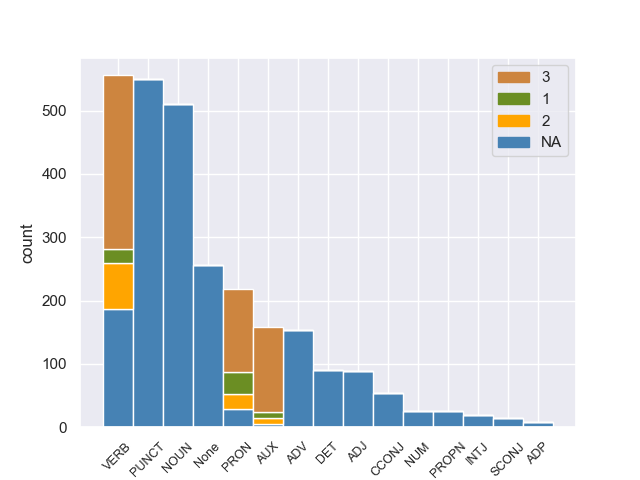 3
1
2
NA
count
500
400
300
200
100
0
VERB
PUNCT
NOUN
None
PRON
AUX
ADV
DET
ADJ
CCONJ
NUM
PROPN
INTJ
SCONJ
ADP